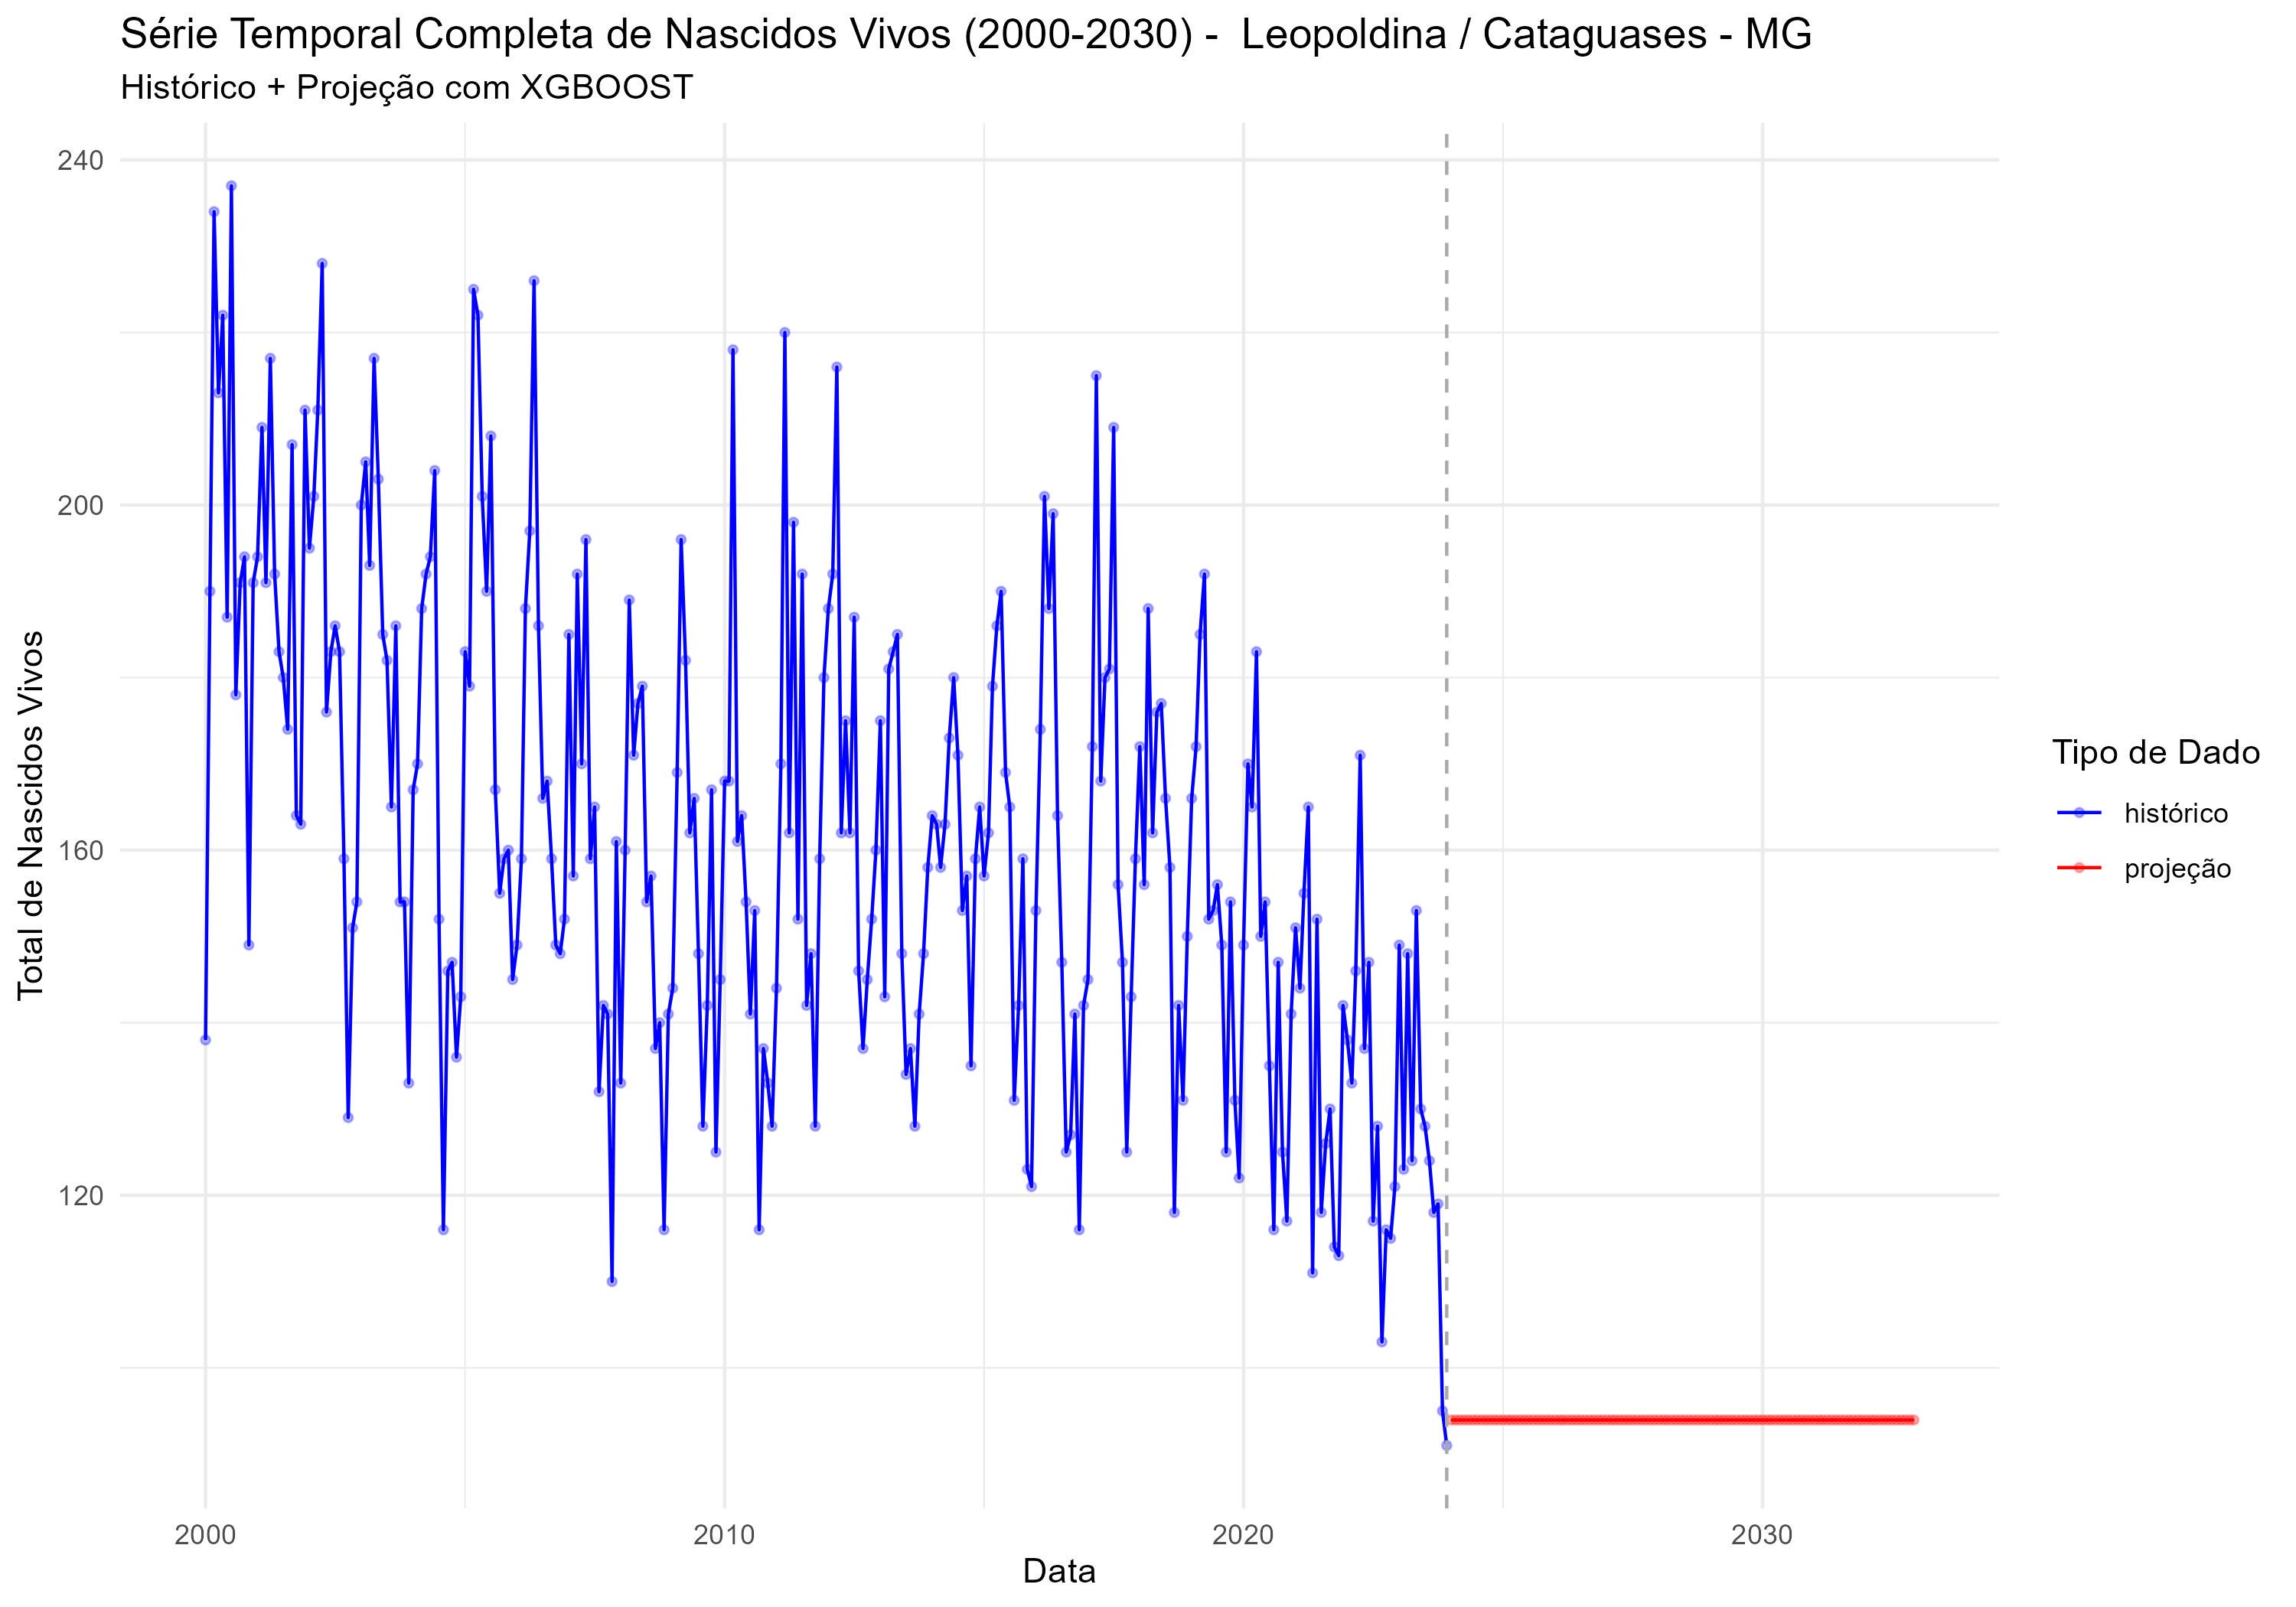 Série Temporal Completa de Nascidos Vivos (2000-2030) -  Leopoldina / Cataguases - MG
Histórico + Projeção com XGBOOST
Total de Nascidos Vivos
240
200
160
120
2000
2010
2020
2030
Data
Tipo de Dado
histórico
projeção